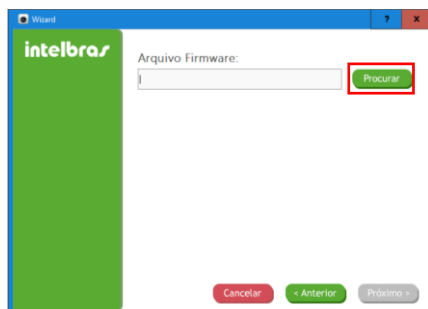 Wizard
?
x
intelbras
Arquivo Firmware:
Procurar
Cancelar
< Anterior
Próximo >